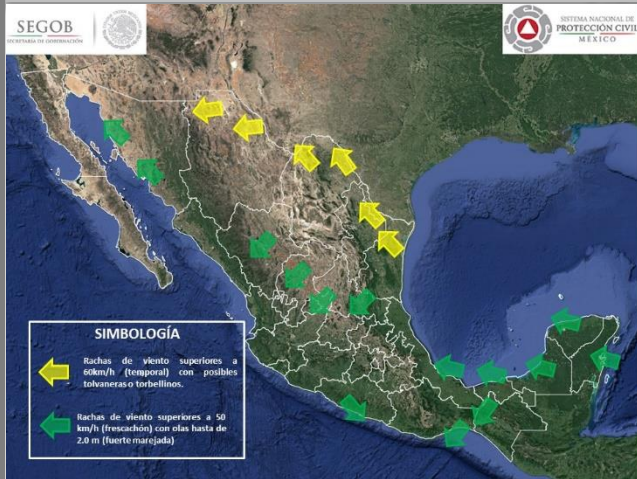 SEGOB
SECRETARÍA DE GOBERNACIÓN
SISTEMA NACIONAL DE
PROTECCIÓN CIVIL
MÉXICO
SIMBOLOGÍA
Rachas de viento superiores a
60km/h (temporal) con posibles
tolvaneras o torbellinos.
Rachas de viento superiores a 50
km/h (frescachón) con olas hasta de
2.0 m (fuerte marejada)